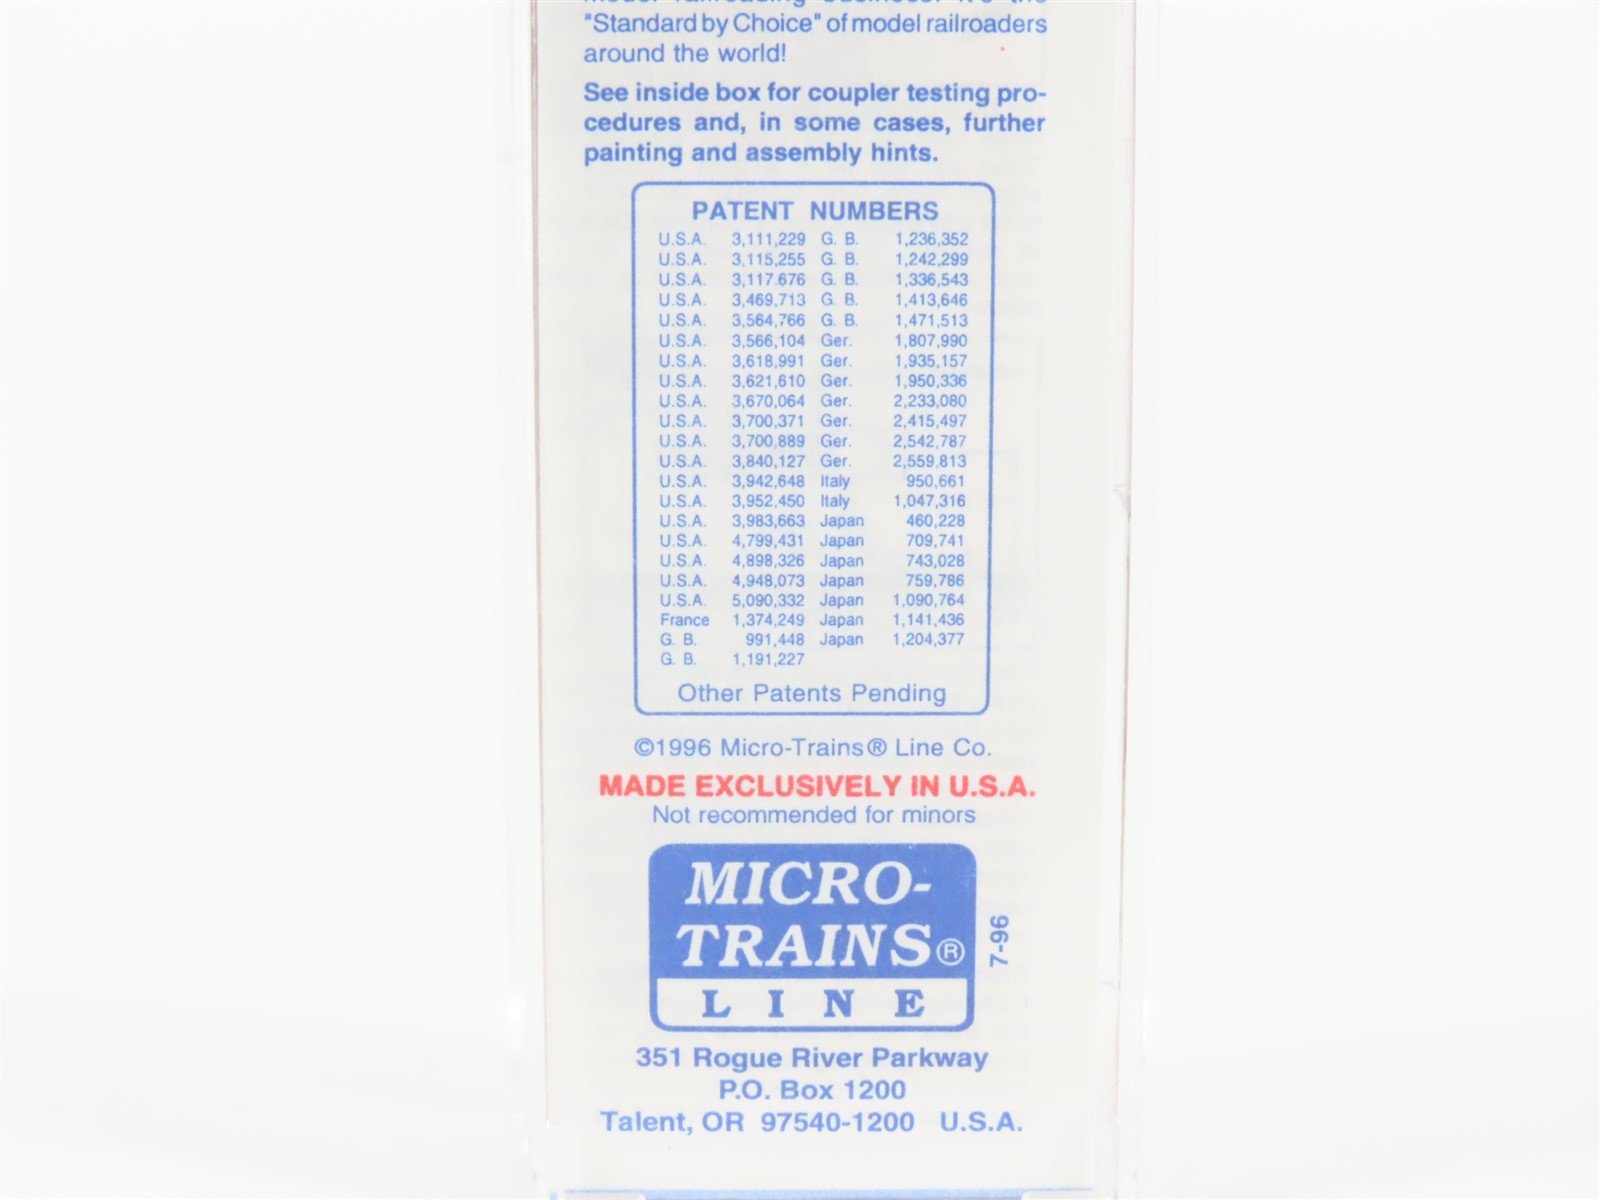 "Standard by Choice" of model railroaders
around the world!
See inside box for coupler testing pro-
cedures and, in some cases, further
painting and assembly hints.
PATENT NUMBERS
U.S.A. 3,111,229 G. B. 1,236,352
U.S.A. 3,115,255 G. B. 1,242,299
U.S.A. 3,117.676 G. B. 1,336,543
U.S.A. 3,469,713 G. B. 1,413,646
U.S.A. 3,564,766 G. B. 1,471,513
U.S.A. 3,566,104 Ger. 1,807,990
U.S.A. 3,618,991 Ger. 1,935,157
U.S.A. 3,621,610 Ger. 1,950,336
U.S.A. 3,670,064 Ger. 2,233,080
U.S.A. 3,700,371 Ger. 2,415,497
U.S.A. 3,700,889 Ger. 2,542,787
U.S.A. 3,840,127 Ger. 2,559,813
U.S.A. 3,942,648 Italy 950,661
U.S.A. 3,952,450 Italy 1,047,316
U.S.A. 3,983,663 Japan 460,228
U.S.A. 4,799,431 Japan 709,741
U.S.A. 4,898,326 Japan 743,028
U.S.A. 4,948,073 Japan 759,786
U.S.A. 5,090,332 Japan 1,090,764
France 1,374,249 Japan 1,141,436
G. B. 991,448 Japan 1,204,377
G. B. 1,191,227
Other Patents Pending
©1996 Micro-Trains® Line Co.
MADE EXCLUSIVELY IN U.S.A.
Not recommended for minors
MICRO-
TRAINS®
LINE
7-96
351 Rogue River Parkway
P.O. Box 1200
Talent, OR 97540-1200 U.S.A.